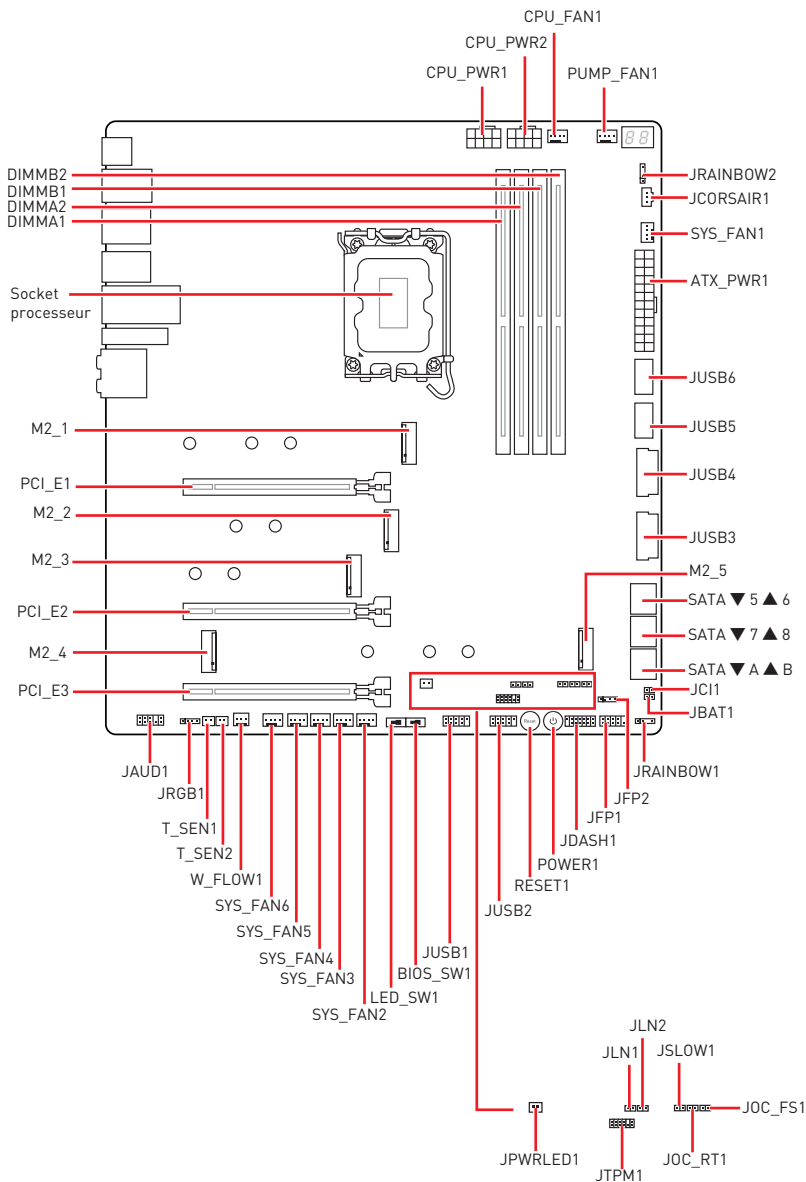 CPU_FAN1
CPU_PWR2
CPU_PWR1
PUMP_FAN1
88
DIMMB2
DIMMB1
DIMMA2
DIMMA1
JRAINBOW2
JCORSAIR1
SYS_FAN1
ATX_PWR1
Socket
processeur
JUSB6
JUSB5
M2_1
JUSB4
PCI_E1
M2_2
JUSB3
M2_3
M2_5
SATA ▼ 5 ▲ 6
PCI_E2
SATA ▼ 7 ▲ 8
M2_4
SATA ▼ A ▲ B
PCI_E3
JCI1
JBAT1
Reset
JAUD1
JRGB1
T_SEN1
T_SEN2
W_FLOW1
SYS_FAN6
SYS_FAN5
SYS_FAN4
SYS_FAN3
SYS_FAN2
LED_SW1
BIOS_SW1
JUSB1
JUSB2
RESET1
POWER1
JDASH1
JFP1
JFP2
JRAINBOW1
JLN2
JLN1
JSLOW1
JOC_FS1
JPWRLED1
JOC_RT1
JTPM1